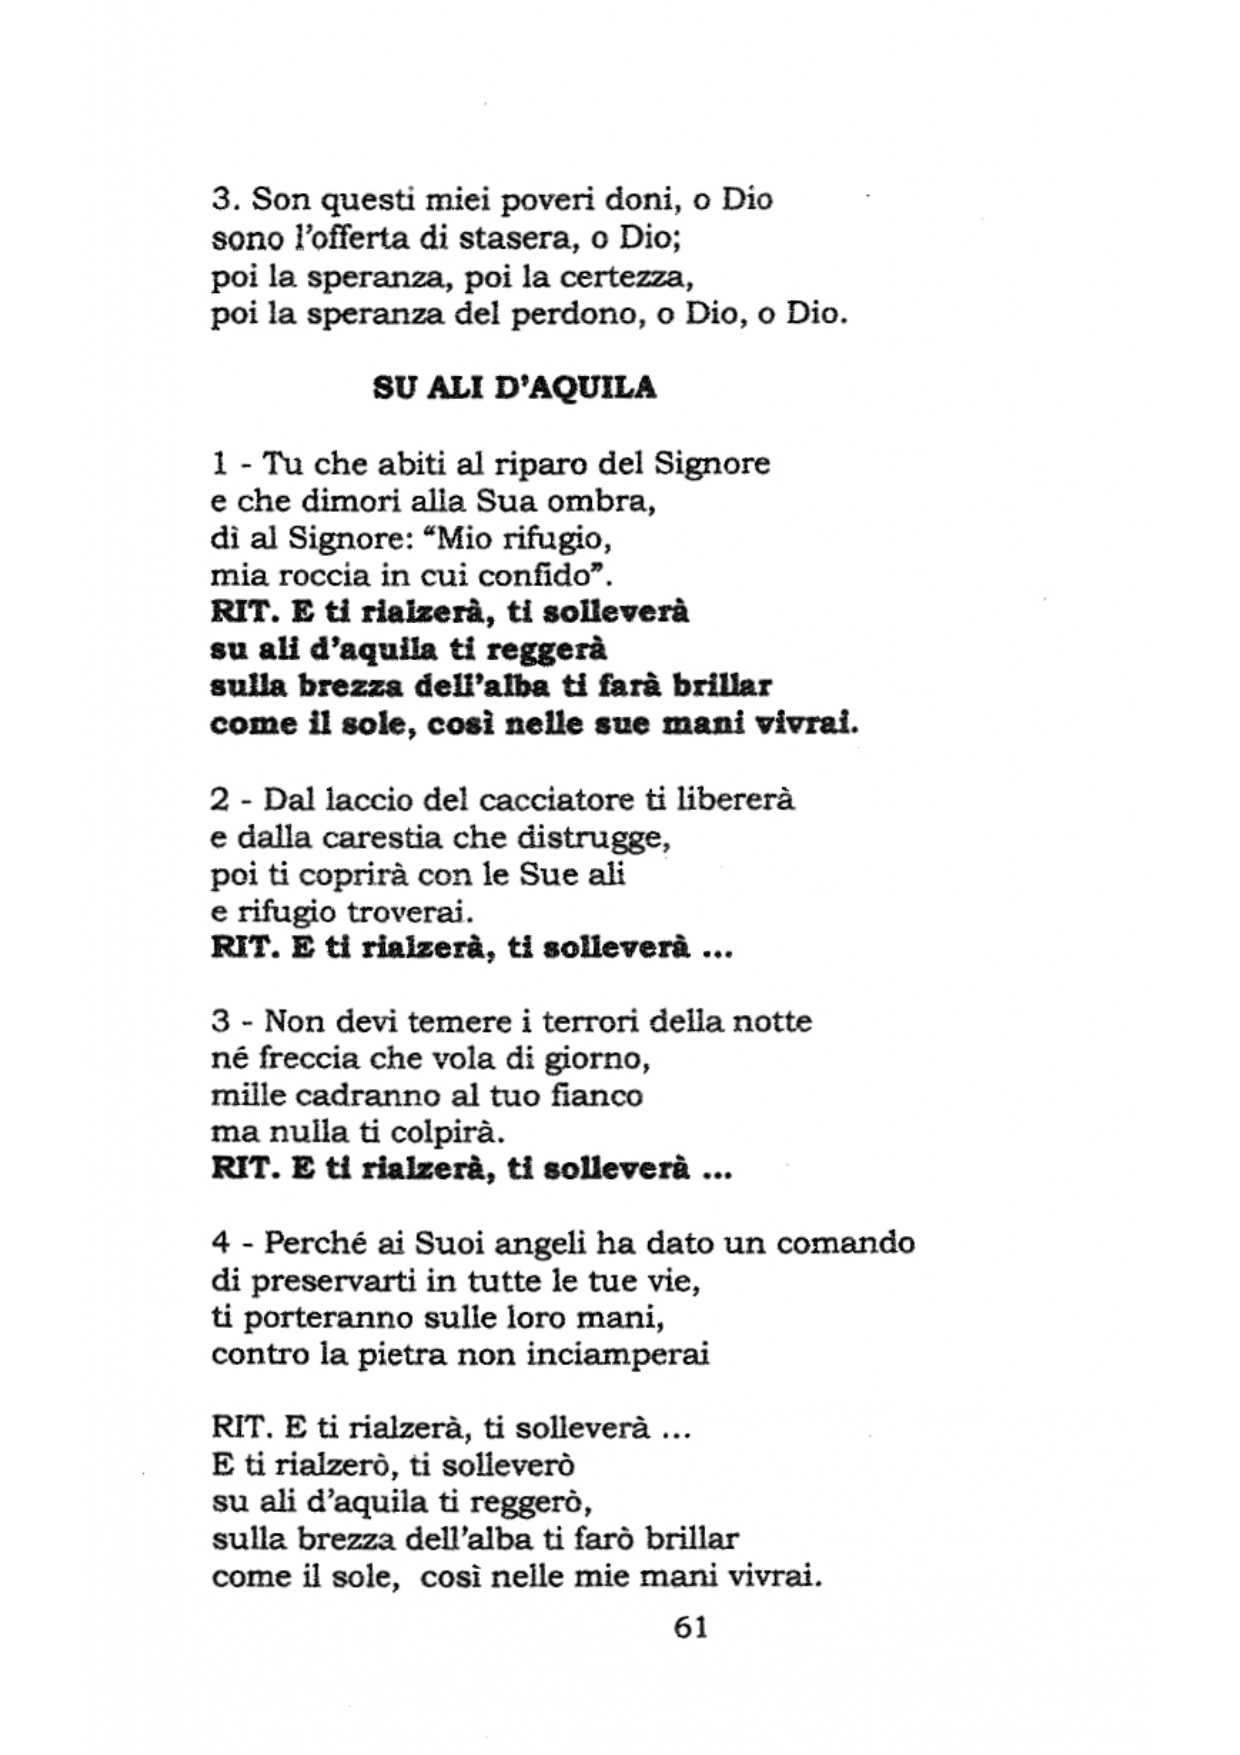 3. Son questi miei poveri doni, o Dio
sono l'offerta di stasera, o Dio;
poi la speranza, poi la certezza,
poi la speranza del perdono, o Dio, o Dio.
SU ALI D'AQUILA
1 - Tu che abiti al riparo del Signore
e che dimori alla Sua ombra,
dì al Signore: “Mio rifugio,
mia roccia in cui confido”.
RIT. E ti rialzerà, ti solleverà
su ali d'aquila ti reggerà
sulla brezza dell'alba ti farà brillar
come il sole, così nelle sue mani vivrai.
2 - Dal laccio del cacciatore ti libererà
e dalla carestia che distrugge,
poi ti coprirà con le Sue ali
e rifugio troverai.
RIT. E ti rialzerà, ti solleverà ...
3 - Non devi temere i terrori della notte
né freccia che vola di giorno,
mille cadranno al tuo fianco
ma nulla ti colpirà.
RIT. E ti rialzerà, ti solleverà ...
4 - Perché ai Suoi angeli ha dato un comando
di preservarti in tutte le tue vie,
ti porteranno sulle loro mani,
contro la pietra non inciamperai
RIT. E ti rialzerà, ti solleverà ...
E ti rialzerò, ti solleverò
su ali d'aquila ti reggerò,
sulla brezza dell'alba ti farò brillar
come il sole, così nelle mie mani vivrai.
61